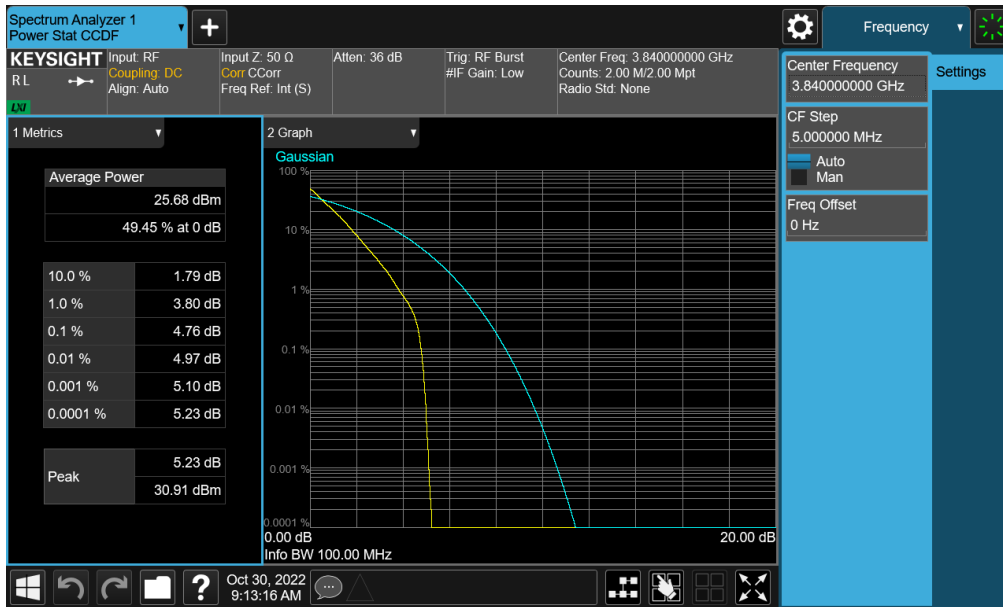 Spectrum Analyzer 1
Power Stat CCDF
Frequency
KEYSIGHT
R L
LXI
Input: RF
Coupling: DC
Align: Auto
Input Z: 50 Ω
Corr CCorr
Freq Ref: Int (S)
Atten: 36 dB
Trig: RF Burst
#IF Gain: Low
Center Freq: 3.840000000 GHz
Counts: 2.00 M/2.00 Mpt
Radio Std: None
Center Frequency
3.840000000 GHz
Settings
CF Step
5.000000 MHz
Auto
Man
Freq Offset
0 Hz
1 Metrics
Average Power
25.68 dBm
49.45 % at 0 dB
10.0 % 1.79 dB
1.0 % 3.80 dB
0.1 % 4.76 dB
0.01 % 4.97 dB
0.001 % 5.10 dB
0.0001 % 5.23 dB
Peak
5.23 dB
30.91 dBm
2 Graph
Gaussian
100 %
10 %
1 %
0.1 %
0.01 %
0.001 %
0.0001 %
0.00 dB 20.00 dB
Info BW 100.00 MHz
?
Oct 30, 2022
9:13:16 AM